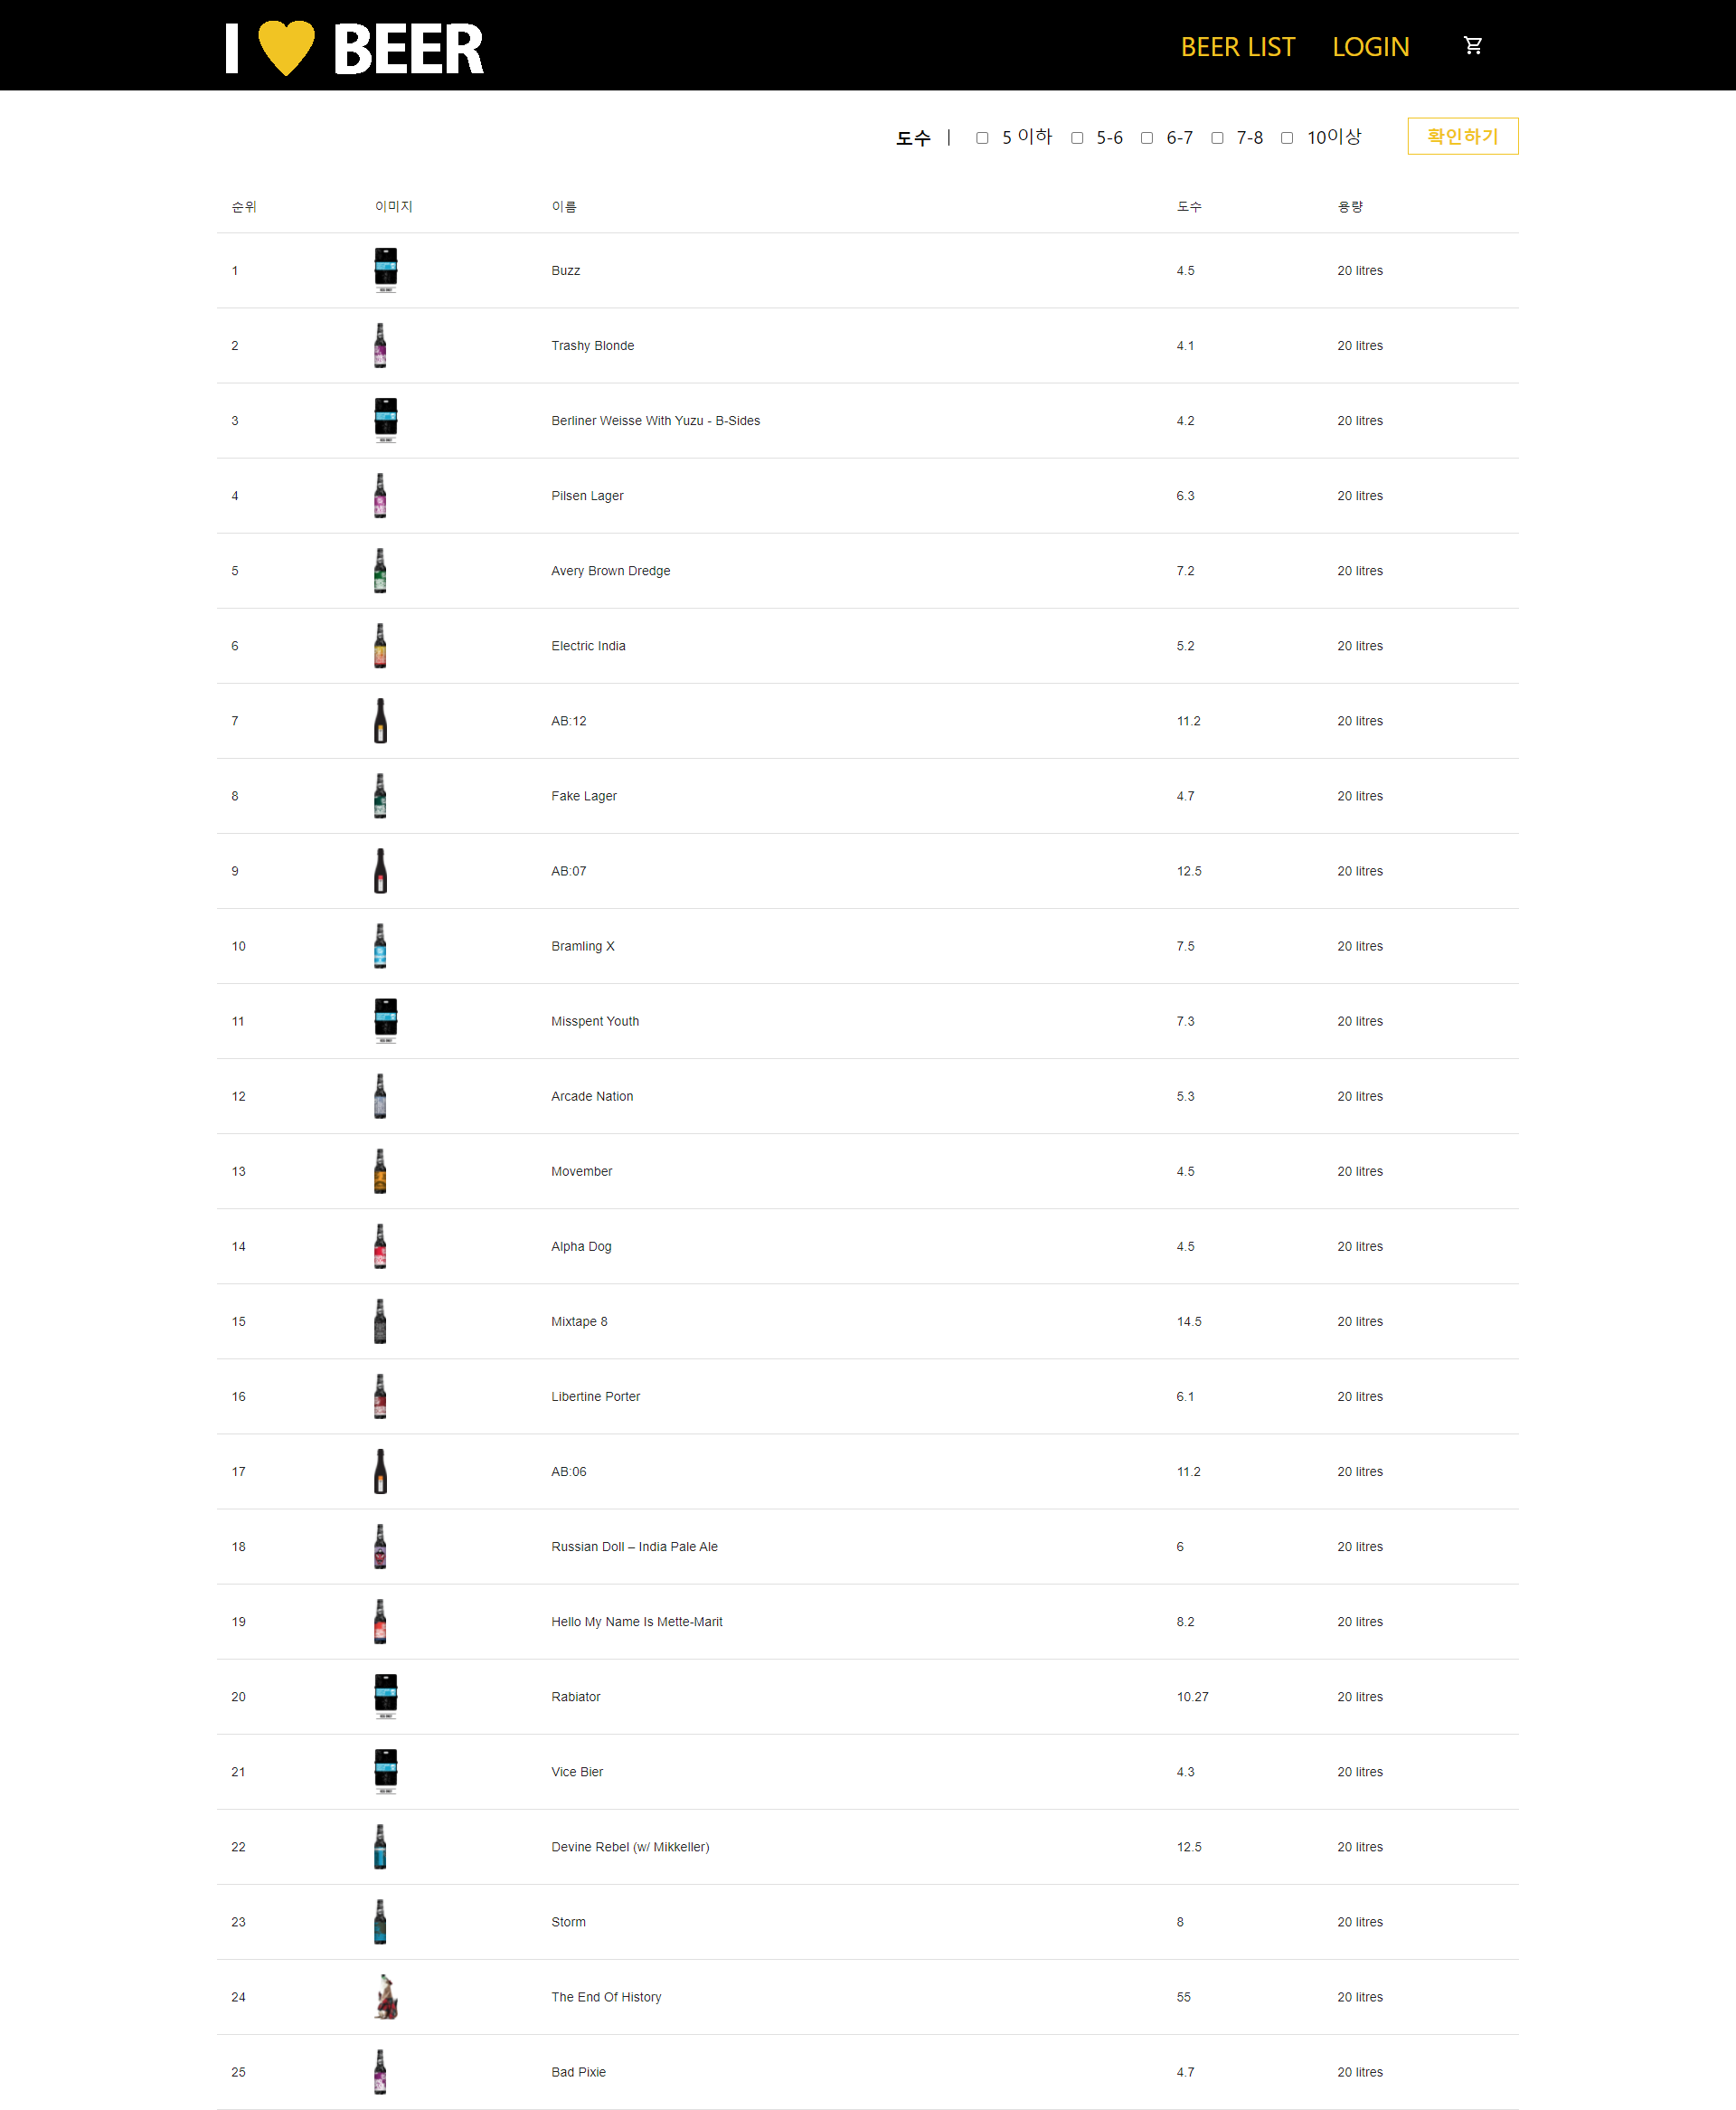 I BEER
BEER LIST LOGIN
도수 | 5 이하 5-6 6-7 7-8 10이상 확인하기
순위 이미지 이름 도수 용량
1 Buzz 4.5 20 litres
2 Trashy Blonde 4.1 20 litres
3 Berliner Weisse With Yuzu - B-Sides 4.2 20 litres
4 Pilsen Lager 6.3 20 litres
5 Avery Brown Dredge 7.2 20 litres
6 Electric India 5.2 20 litres
7 AB:12 11.2 20 litres
8 Fake Lager 4.7 20 litres
9 AB:07 12.5 20 litres
10 Bramling X 7.5 20 litres
11 Misspent Youth 7.3 20 litres
12 Arcade Nation 5.3 20 litres
13 Movember 4.5 20 litres
14 Alpha Dog 4.5 20 litres
15 Mixtape 8 14.5 20 litres
16 Libertine Porter 6.1 20 litres
17 AB:06 11.2 20 litres
18 Russian Doll – India Pale Ale 6 20 litres
19 Hello My Name Is Mette-Marit 8.2 20 litres
20 Rabiator 10.27 20 litres
21 Vice Bier 4.3 20 litres
22 Devine Rebel (w/ Mikkeller) 12.5 20 litres
23 Storm 8 20 litres
24 The End Of History 55 20 litres
25 Bad Pixie 4.7 20 litres